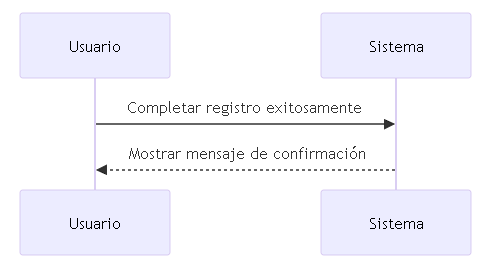 Usuario
Sistema
Completar registro exitosamente
Mostrar mensaje de confirmación
Usuario
Sistema